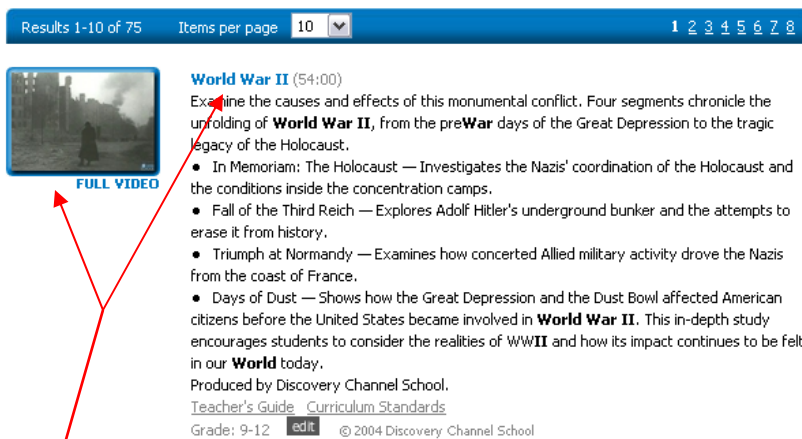 Results 1-10 of 75 Items per page 10 1 2 3 4 5 6 7 8
World War II (54:00)
Examine the causes and effects of this monumental conflict. Four segments chronicle the
unfolding of World War II, from the preWar days of the Great Depression to the tragic
legacy of the Holocaust.
● In Memoriam: The Holocaust — Investigates the Nazis' coordination of the Holocaust and
the conditions inside the concentration camps.
● Fall of the Third Reich — Explores Adolf Hitler's underground bunker and the attempts to
erase it from history.
● Triumph at Normandy — Examines how concerted Allied military activity drove the Nazis
from the coast of France.
● Days of Dust — Shows how the Great Depression and the Dust Bowl affected American
citizens before the United States became involved in World War II. This in-depth study
encourages students to consider the realities of WWII and how its impact continues to be felt
in our World today.
Produced by Discovery Channel School.
Teacher's Guide Curriculum Standards
Grade: 9-12 edit © 2004 Discovery Channel School
FULL VIDEO